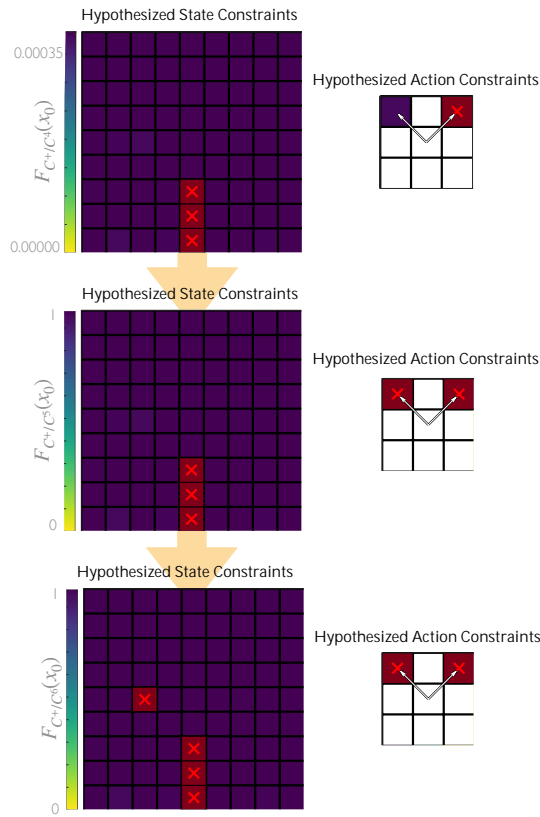 Hypothesized State Constraints
0.00035
F_{C^+/C^4}(x_0)
0.00000
Hypothesized Action Constraints
Hypothesized State Constraints
1
F_{C^+/C^5}(x_0)
0
Hypothesized Action Constraints
Hypothesized State Constraints
1
F_{C^+/C^6}(x_0)
0
Hypothesized Action Constraints